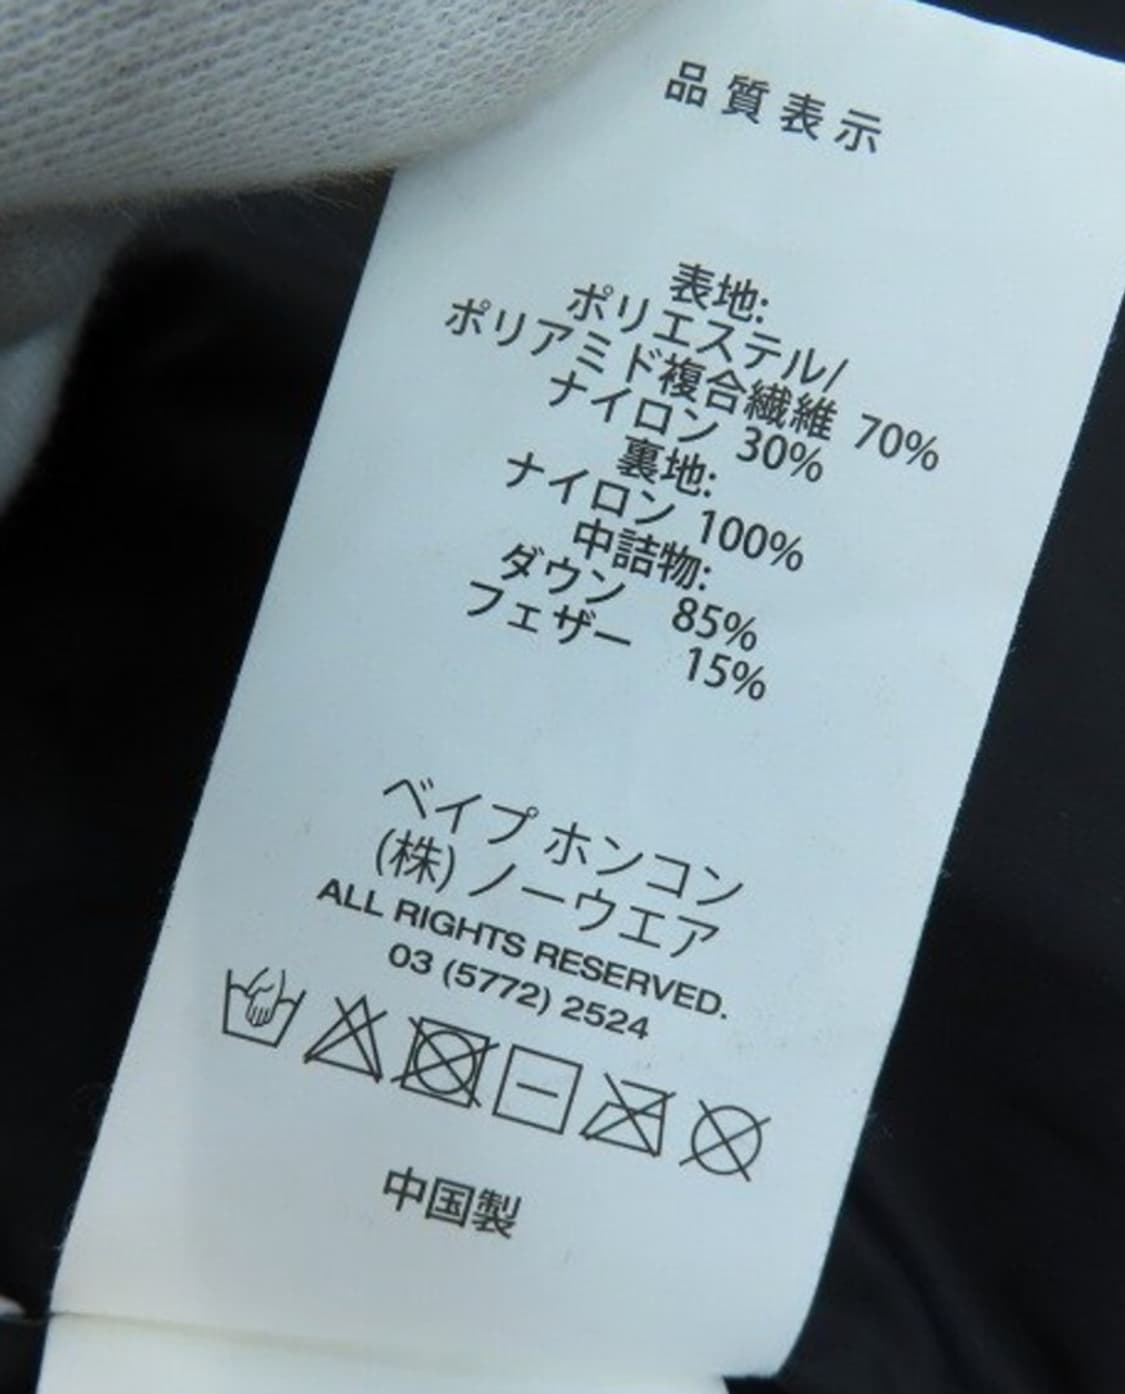 品質表示
表地:
ポリエステル/
ポリアミド複合繊維 70%
ナイロン 30%
裏地:
ナイロン 100%
中詰物:
ダウン 85%
フェザー 15%
ベイプ ホンコン
(株) ノーウエア
ALL RIGHTS RESERVED.
03 (5772) 2524
中国製